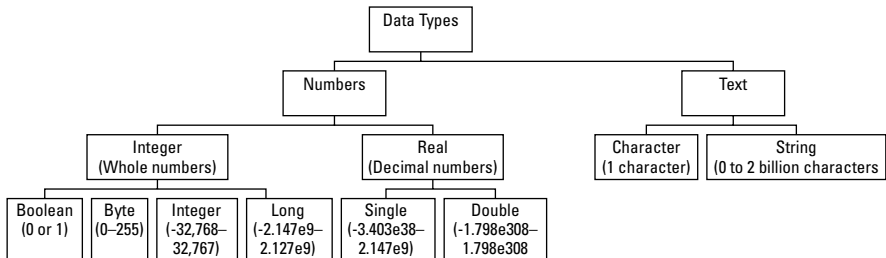 Data Types
Numbers
Text
Integer
(Whole numbers)
Real
(Decimal numbers)
Character
(1 character)
String
(0 to 2 billion characters
Boolean
(0 or 1)
Byte
(0–255)
Integer
(-32,768–
32,767)
Long
(-2.147e9–
2.127e9)
Single
(-3.403e38–
2.147e9)
Double
(-1.798e308–
1.798e308